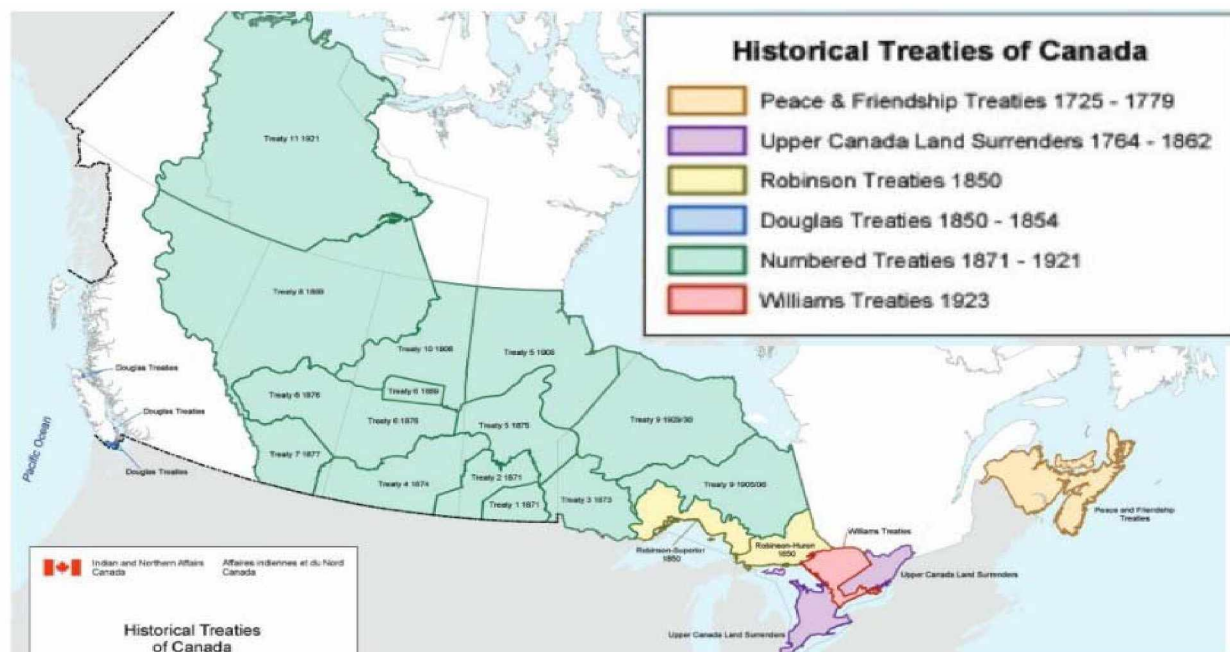 Historical Treaties of Canada
Peace & Friendship Treaties 1725 - 1779
Upper Canada Land Surrenders 1764 - 1862
Robinson Treaties 1850
Douglas Treaties 1850 - 1854
Numbered Treaties 1871 - 1921
Williams Treaties 1923
Treaty 11 1921
Treaty 8 1899
Treaty 10 1906
Treaty 5 1908
Douglas Treaties
Treaty 6 1876
Treaty 6 1889
Douglas Treaties
Treaty 6 1876
Treaty 5 1875
Treaty 9 1929/30
Pacific Ocean
Douglas Treaties
Treaty 7 1877
Treaty 4 1874
Treaty 2 1871
Treaty 1 1871
Treaty 3 1873
Treaty 9 1905/06
Peace and Friendship
Treaties
Williams Treaties
Robinson-Superior
1850
Robinson-Huron
1850
Upper Canada Land Surrenders
Upper Canada Land Surrenders
Indian and Northern Affairs
Canada
Affaires indiennes et du Nord
Canada
Historical Treaties
of Canada